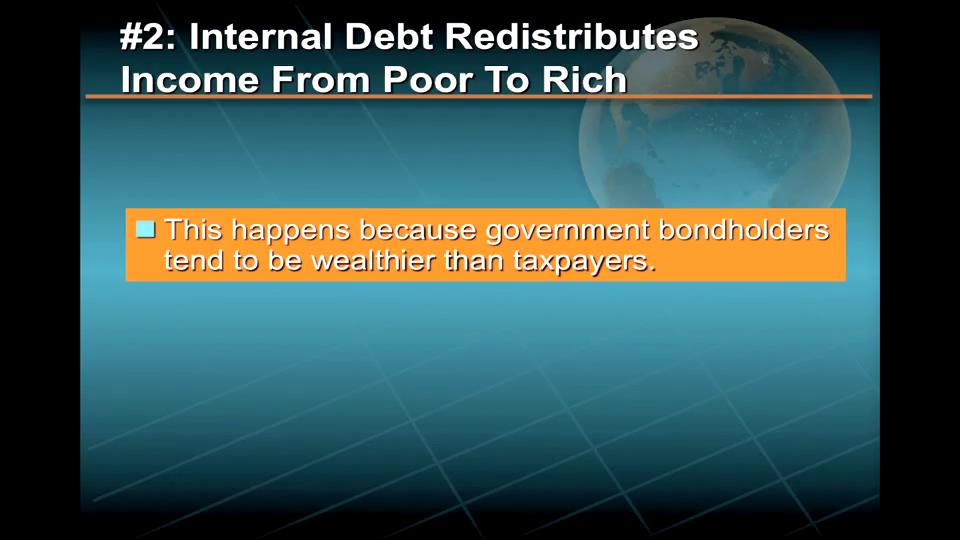 #2: Internal Debt Redistributes
Income From Poor To Rich
This happens because government bondholders
tend to be wealthier than taxpayers.